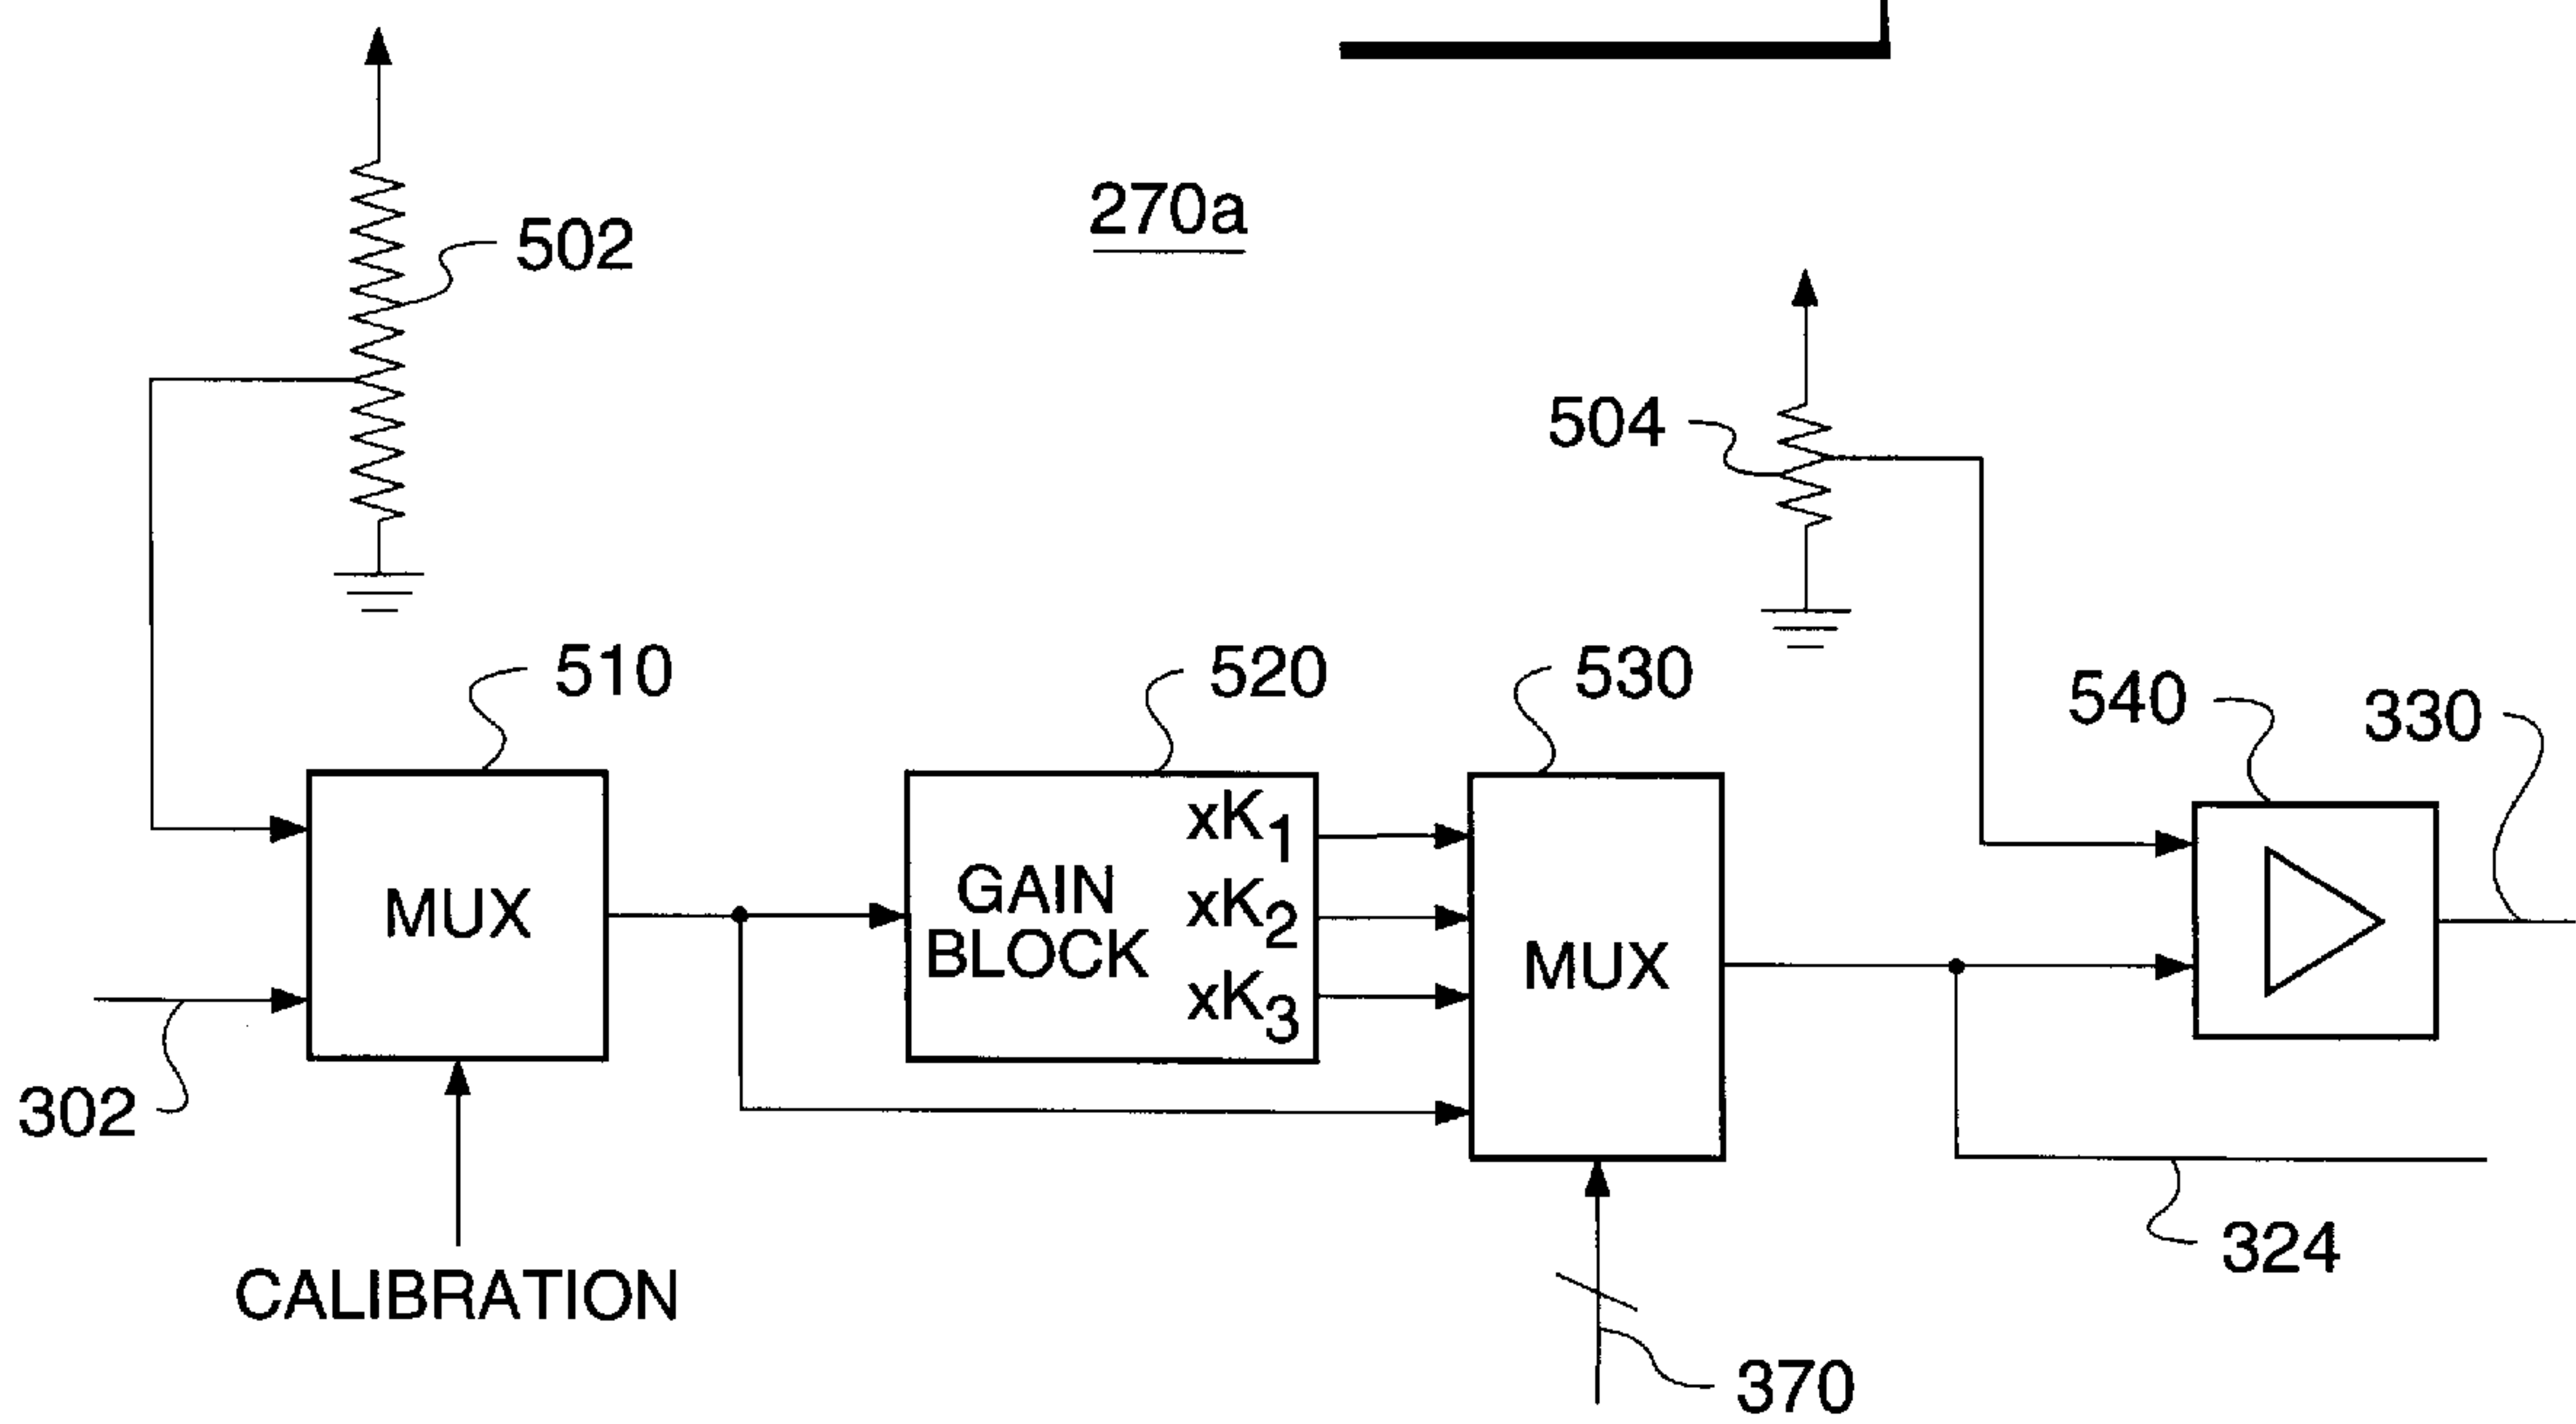 270a
502
504
510
520
530
540
330
MUX
GAIN
BLOCK
xK1
xK2
xK3
MUX
302
CALIBRATION
324
370